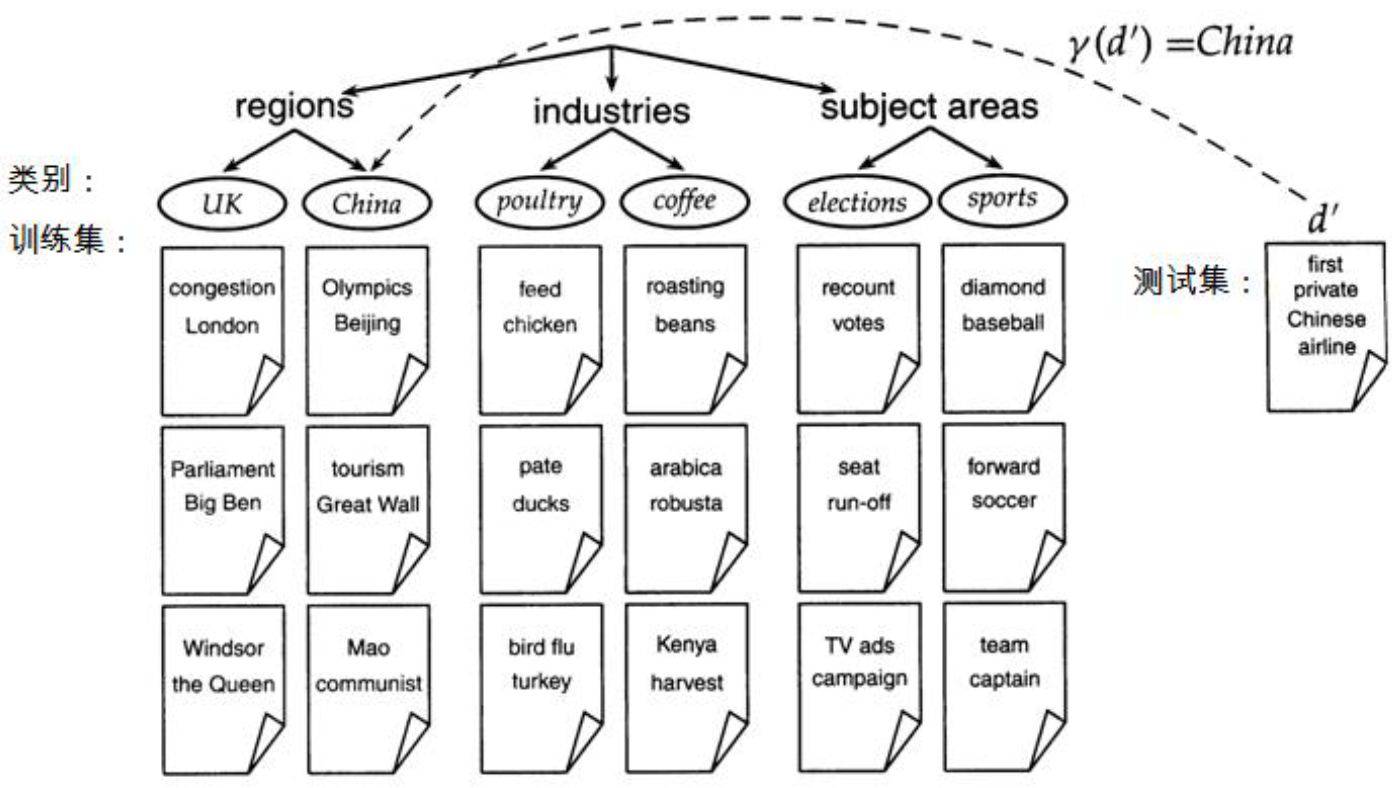 γ(d′) =China
regions
industries
subject areas
类别：
UK
China
poultry
coffee
elections
sports
训练集：
d′
测试集：
first
private
Chinese
airline
congestion
London
Olympics
Beijing
feed
chicken
roasting
beans
recount
votes
diamond
baseball
Parliament
Big Ben
tourism
Great Wall
pate
ducks
arabica
robusta
seat
run-off
forward
soccer
Windsor
the Queen
Mao
communist
bird flu
turkey
Kenya
harvest
TV ads
campaign
team
captain